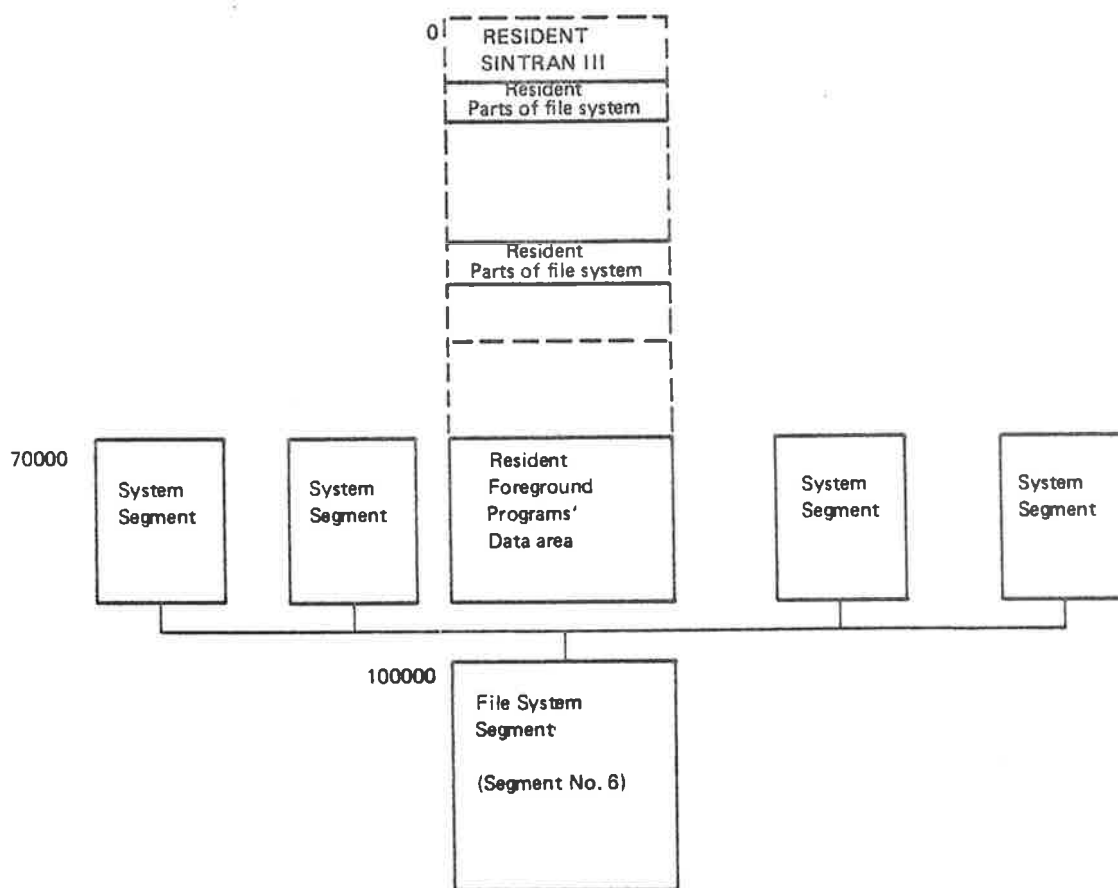 0
RESIDENT
SINTRAN III
Resident
Parts of file system
Resident
Parts of file system
70000
System
Segment
System
Segment
Resident
Foreground
Programs'
Data area
System
Segment
System
Segment
100000
File System
Segment
(Segment No. 6)